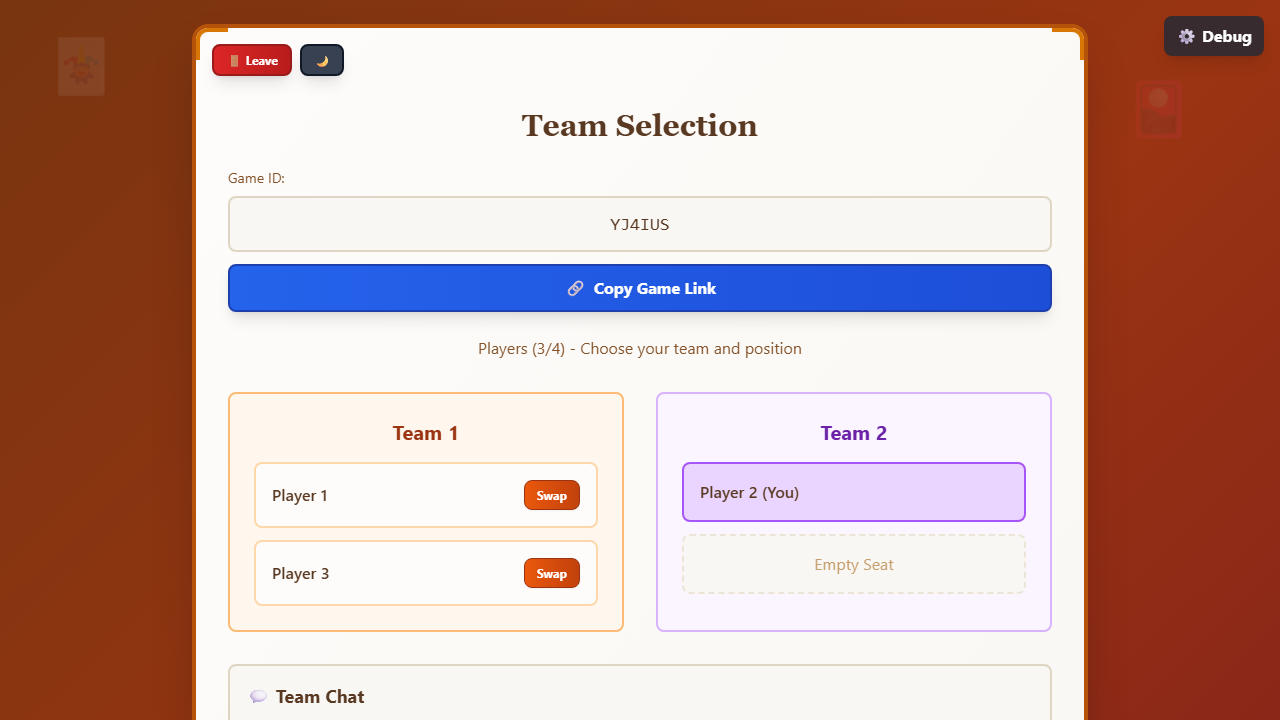 Leave
Debug
Team Selection
Game ID:
YJ4IUS
Copy Game Link
Players (3/4) - Choose your team and position
Team 1
Player 1
Swap
Player 3
Swap
Team 2
Player 2 (You)
Empty Seat
Team Chat